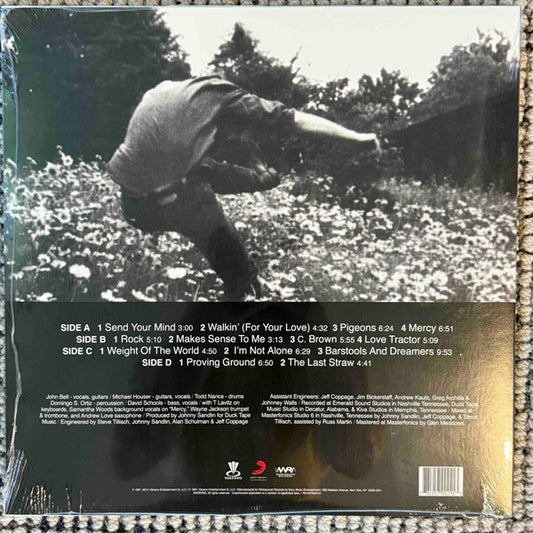 SIDE A 1 Send Your Mind 3:00 2 Walkin' (For Your Love) 4:32 3 Pigeons 6:24 4 Mercy 6:51
SIDE B 1 Rock 5:10 2 Makes Sense To Me 3:13 3 C. Brown 5:55 4 Love Tractor 5:09
SIDE C 1 Weight Of The World 4:50 2 I'm Not Alone 6:29 3 Barstools And Dreamers 9:53
SIDE D 1 Proving Ground 6:50 2 The Last Straw 4:41
John Bell - vocals, guitars / Michael Houser - guitars, vocals / Todd Nance - drums
Domingo S. Ortiz - percussion / David Schools - bass, vocals / with T Lavitz on
keyboards, Samantha Woods background vocals on "Mercy," Wayne Jackson trumpet
& trombone, and Andrew Love saxophone / Produced by Johnny Sandlin for Duck Tape
Music / Engineered by Steve Tillisch, Johnny Sandlin, Alan Schulman & Jeff Coppage
Assistant Engineers: Jeff Coppage, Jim Bickerstaff, Andrew Kautz, Greg Archilla &
Johnney Walls / Recorded at Emerald Sound Studios in Nashville Tennessee, Duck Tape
Music Studio in Decatur, Alabama, & Kiva Studios in Memphis, Tennessee / Mixed at
Masterfonics Studio 6 in Nashville, Tennessee by Johnny Sandlin, Jeff Coppage, & Steve
Tillisch, assisted by Russ Martin / Mastered at Masterfonics by Glen Meadows
VOLCANO
SONY MUSIC